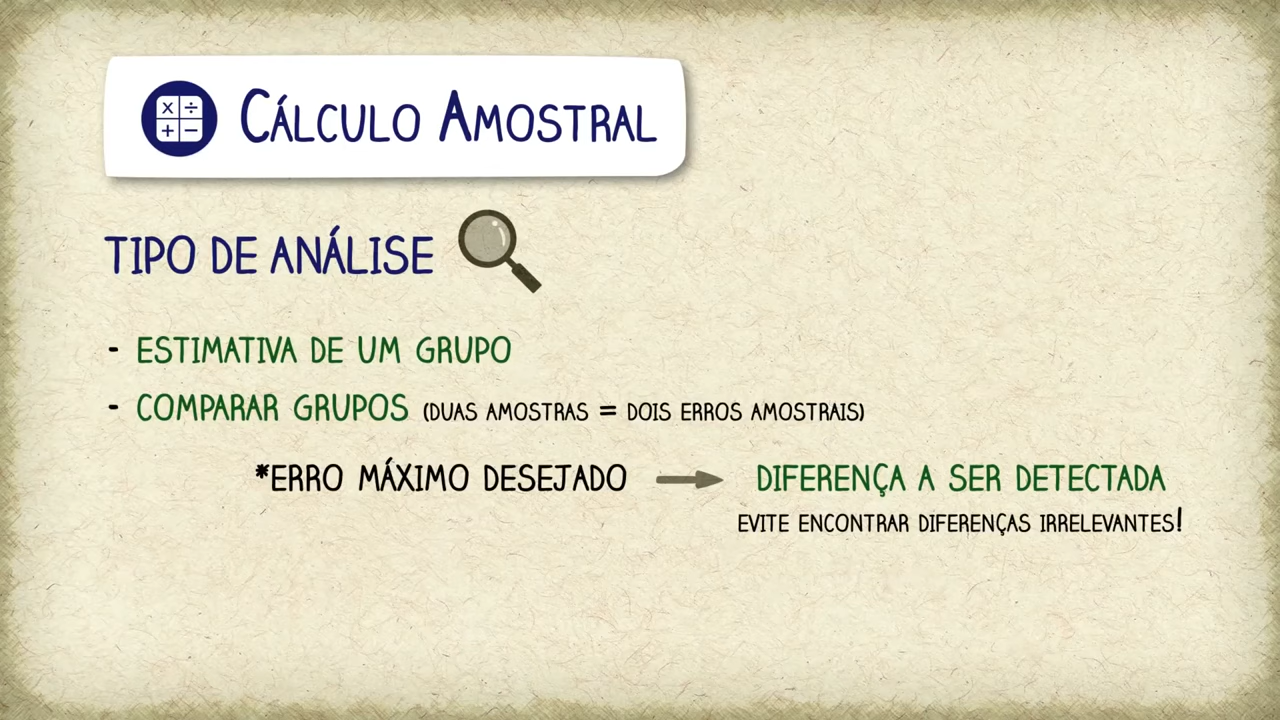 CÁLCULO AMOSTRAL
TIPO DE ANÁLISE
- ESTIMATIVA DE UM GRUPO
- COMPARAR GRUPOS (DUAS AMOSTRAS = DOIS ERROS AMOSTRAIS)
*ERRO MÁXIMO DESEJADO → DIFERENÇA A SER DETECTADA
EVITE ENCONTRAR DIFERENÇAS IRRELEVANTES!